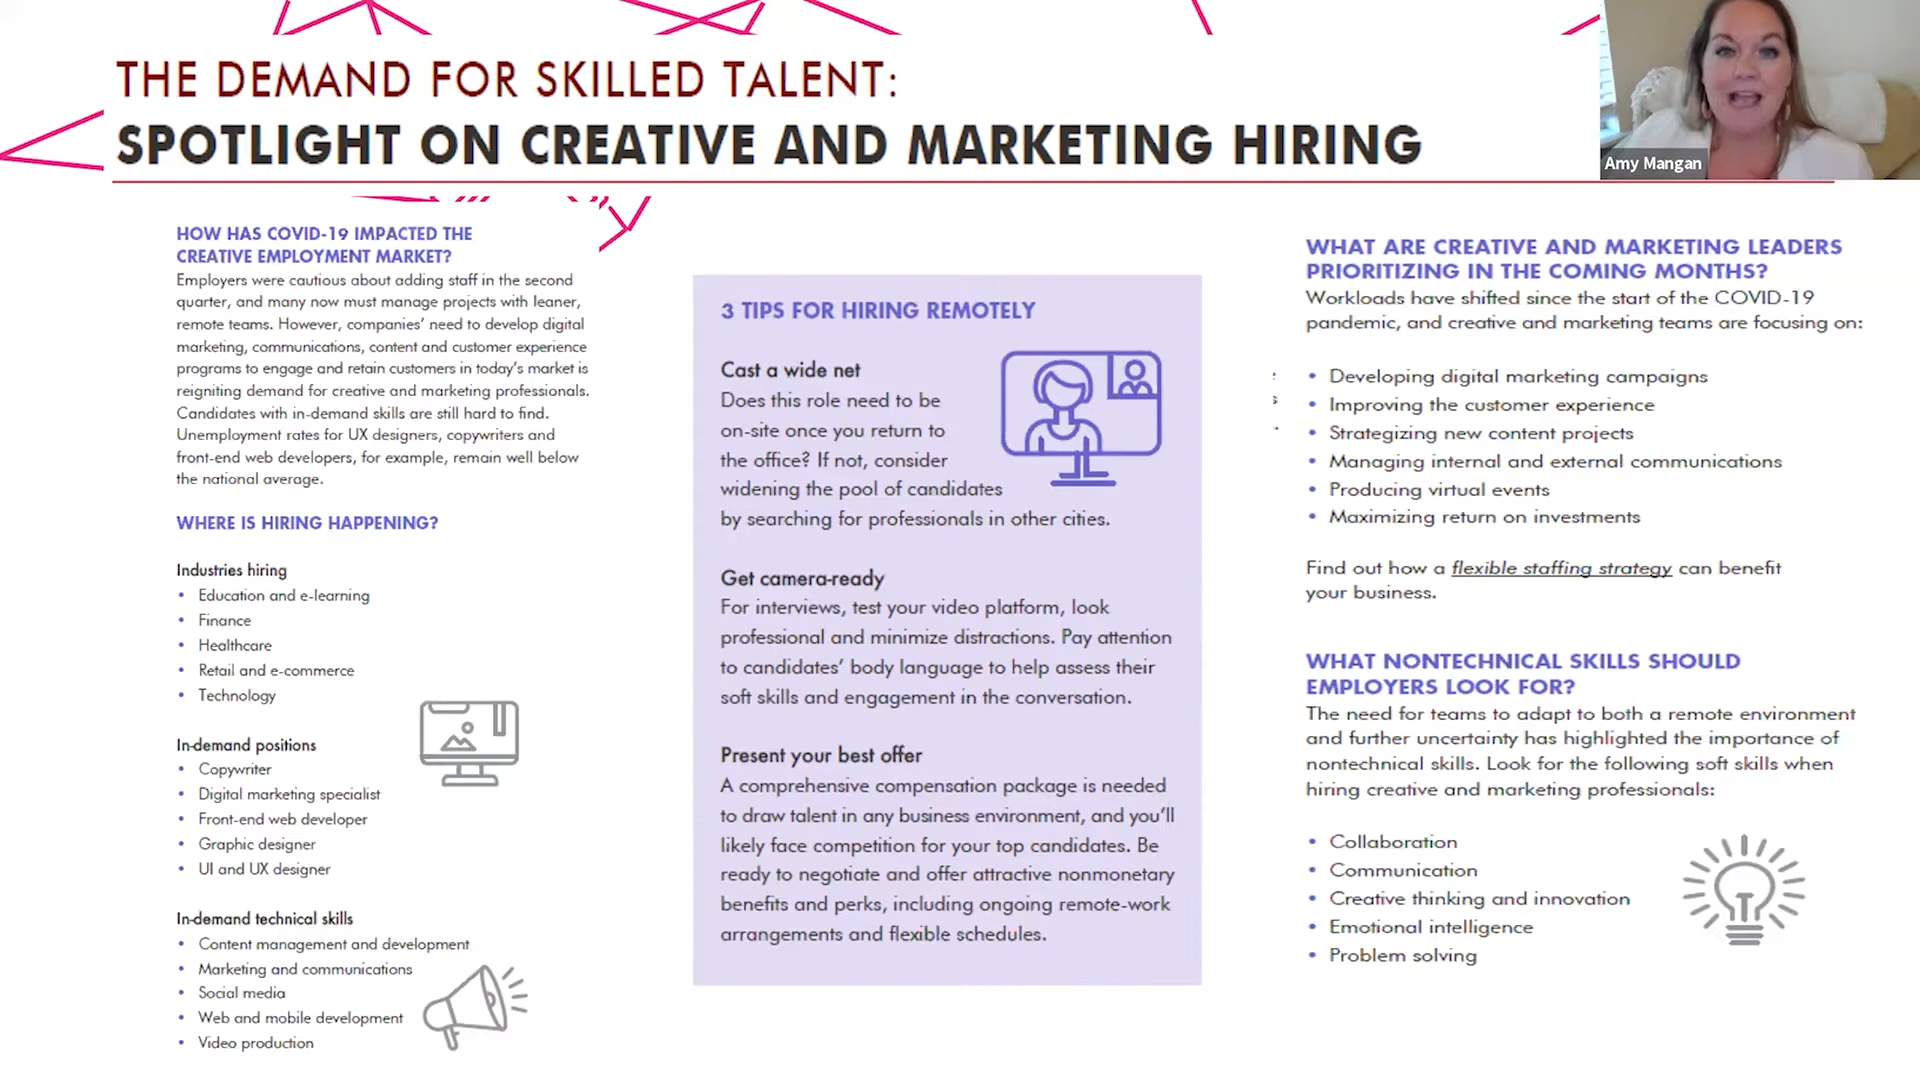 THE DEMAND FOR SKILLED TALENT:
SPOTLIGHT ON CREATIVE AND MARKETING HIRING
Amy Mangan
HOW HAS COVID-19 IMPACTED THE
CREATIVE EMPLOYMENT MARKET?
Employers were cautious about adding staff in the second
quarter, and many now must manage projects with leaner,
remote teams. However, companies' need to develop digital
marketing, communications, content and customer experience
programs to engage and retain customers in today's market is
reigniting demand for creative and marketing professionals.
Candidates with in-demand skills are still hard to find.
Unemployment rates for UX designers, copywriters and
front-end web developers, for example, remain well below
the national average.
WHERE IS HIRING HAPPENING?
Industries hiring
• Education and e-learning
• Finance
• Healthcare
• Retail and e-commerce
• Technology
In-demand positions
• Copywriter
• Digital marketing specialist
• Front-end web developer
• Graphic designer
• UI and UX designer
In-demand technical skills
• Content management and development
• Marketing and communications
• Social media
• Web and mobile development
• Video production
3 TIPS FOR HIRING REMOTELY
Cast a wide net
Does this role need to be
on-site once you return to
the office? If not, consider
widening the pool of candidates
by searching for professionals in other cities.
Get camera-ready
For interviews, test your video platform, look
professional and minimize distractions. Pay attention
to candidates' body language to help assess their
soft skills and engagement in the conversation.
Present your best offer
A comprehensive compensation package is needed
to draw talent in any business environment, and you'll
likely face competition for your top candidates. Be
ready to negotiate and offer attractive nonmonetary
benefits and perks, including ongoing remote-work
arrangements and flexible schedules.
WHAT ARE CREATIVE AND MARKETING LEADERS
PRIORITIZING IN THE COMING MONTHS?
Workloads have shifted since the start of the COVID-19
pandemic, and creative and marketing teams are focusing on:
• Developing digital marketing campaigns
• Improving the customer experience
• Strategizing new content projects
• Managing internal and external communications
• Producing virtual events
• Maximizing return on investments
Find out how a flexible staffing strategy can benefit
your business.
WHAT NONTECHNICAL SKILLS SHOULD
EMPLOYERS LOOK FOR?
The need for teams to adapt to both a remote environment
and further uncertainty has highlighted the importance of
nontechnical skills. Look for the following soft skills when
hiring creative and marketing professionals:
• Collaboration
• Communication
• Creative thinking and innovation
• Emotional intelligence
• Problem solving